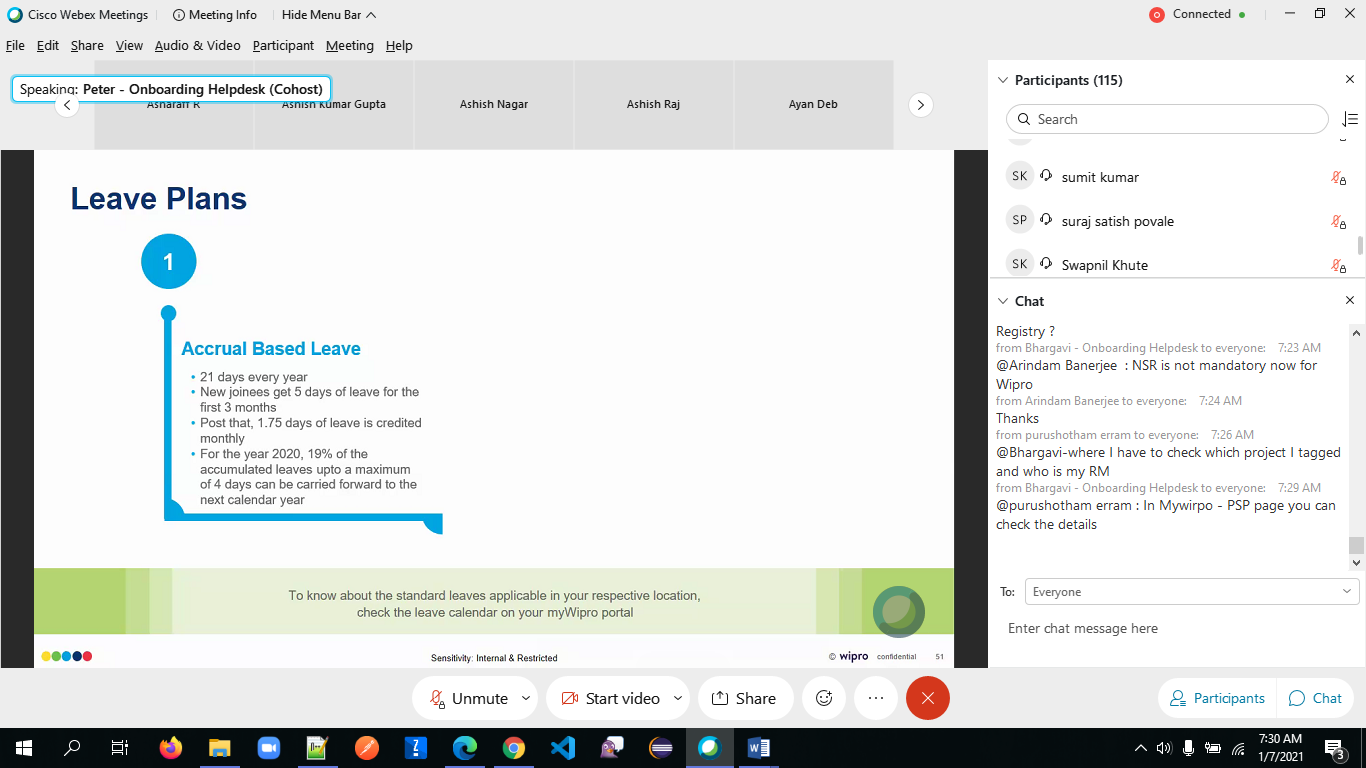 Cisco Webex Meetings
Meeting Info
Hide Menu Bar
Connected
File Edit Share View Audio & Video Participant Meeting Help
Speaking: Peter - Onboarding Helpdesk (Cohost)
Asharaff R
Ashish Kumar Gupta
Ashish Nagar
Ashish Raj
Ayan Deb
Leave Plans
1
Accrual Based Leave
• 21 days every year
• New joinees get 5 days of leave for the
first 3 months
• Post that, 1.75 days of leave is credited
monthly
• For the year 2020, 19% of the
accumulated leaves upto a maximum
of 4 days can be carried forward to the
next calendar year
To know about the standard leaves applicable in your respective location,
check the leave calendar on your myWipro portal
Sensitivity: Internal & Restricted
© wipro confidential 51
Participants (115)
Search
SK sumit kumar
SP suraj satish povale
SK Swapnil Khute
Chat
Registry ?
from Bhargavi - Onboarding Helpdesk to everyone: 7:23 AM
@Arindam Banerjee : NSR is not mandatory now for
Wipro
from Arindam Banerjee to everyone: 7:24 AM
Thanks
from purushotham erram to everyone: 7:26 AM
@Bhargavi-where I have to check which project I tagged
and who is my RM
from Bhargavi - Onboarding Helpdesk to everyone: 7:29 AM
@purushotham erram : In Mywirpo - PSP page you can
check the details
To: Everyone
Enter chat message here
Unmute
Start video
Share
Participants
Chat
7:30 AM
1/7/2021
3